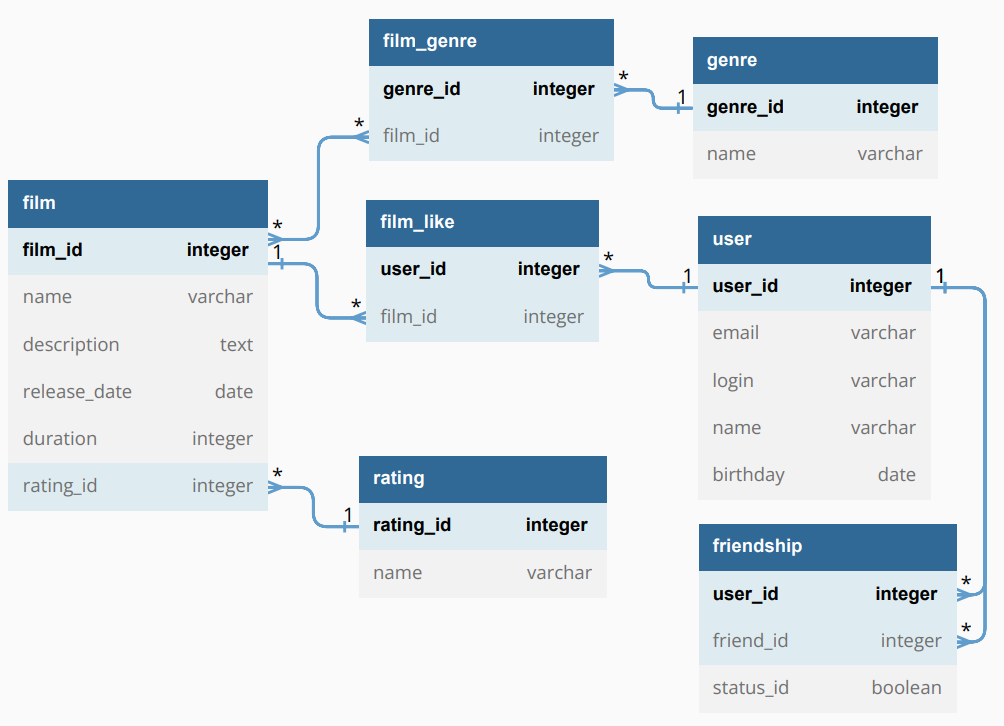 film_genre
genre_id integer
film_id integer
*
*
genre
genre_id integer
name varchar
1
film
film_id integer
name varchar
description text
release_date date
duration integer
rating_id integer
*
1
*
film_like
user_id integer
film_id integer
*
*
user
user_id integer
email varchar
login varchar
name varchar
birthday date
1
1
rating
rating_id integer
name varchar
1
friendship
user_id integer
friend_id integer
status_id boolean
*
*